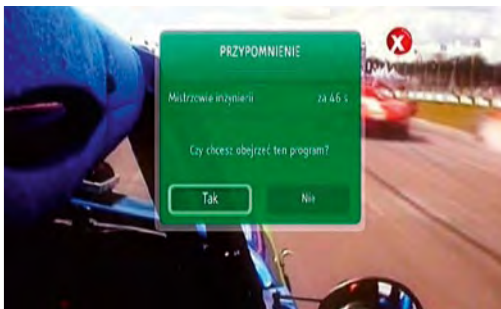 PRZYPOMNIENIE
Mistrzowie inżynierii za 46 s
Czy chcesz obejrzeć ten program?
Tak Nie